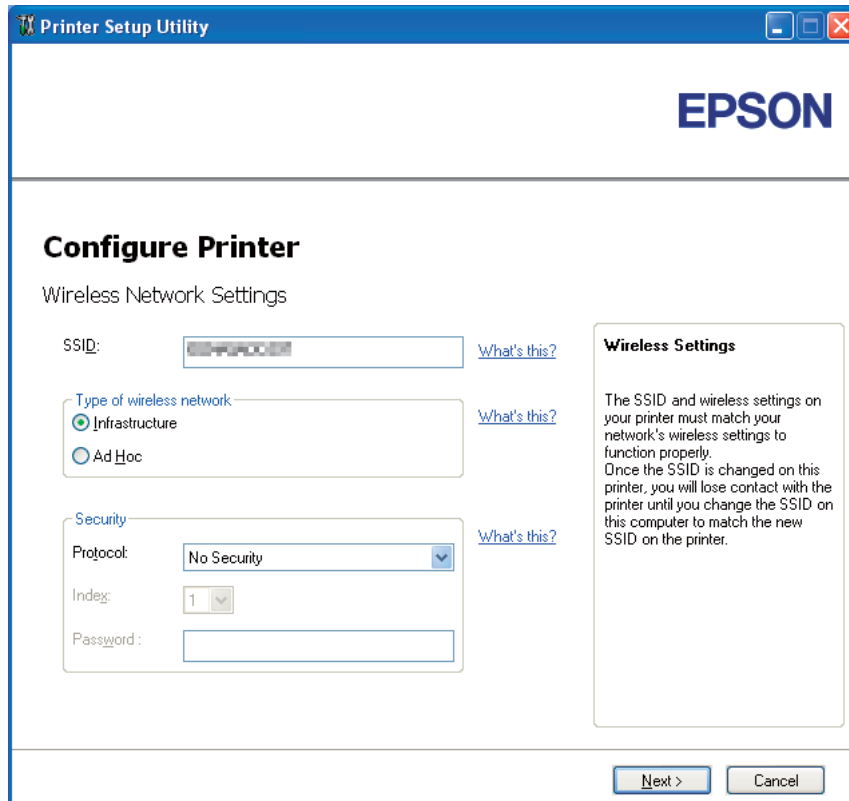 Printer Setup Utility
EPSON
Configure Printer
Wireless Network Settings
SSID:
What's this?
Type of wireless network
Infrastructure
Ad Hoc
What's this?
Security
Protocol:
No Security
What's this?
Index:
1
Password :
Wireless Settings
The SSID and wireless settings on
your printer must match your
network's wireless settings to
function properly.
Once the SSID is changed on this
printer, you will lose contact with the
printer until you change the SSID on
this computer to match the new
SSID on the printer.
Next >
Cancel